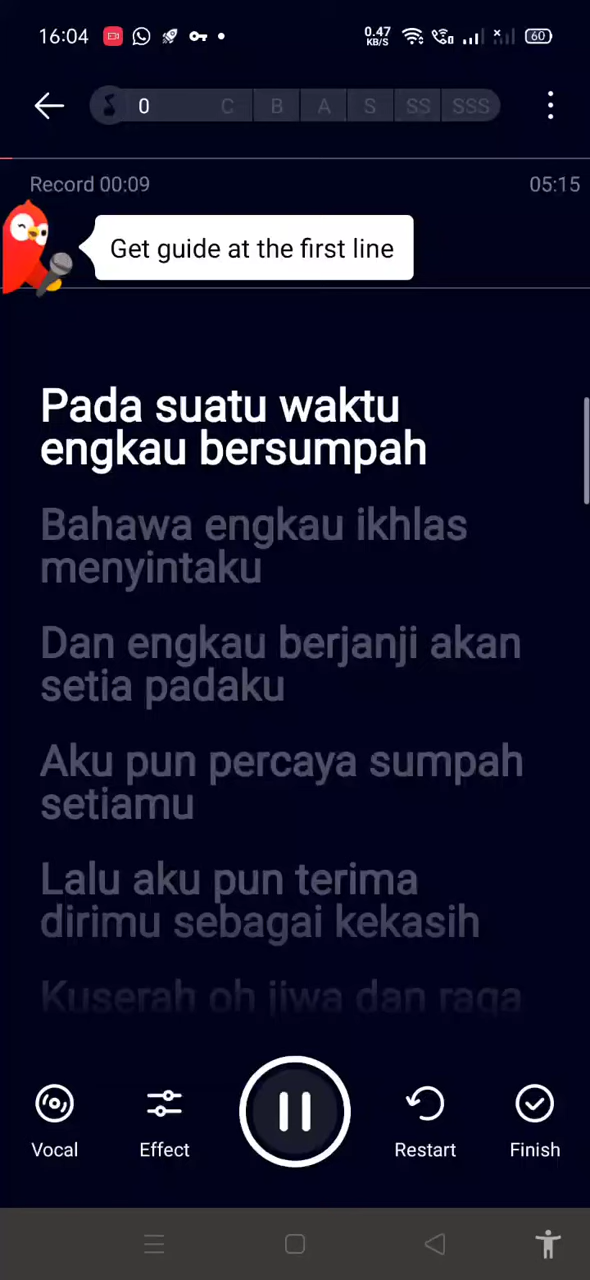 16:04 0.47 KB/S 60
0 C B A S SS SSS
Record 00:09 05:15
Get guide at the first line
Pada suatu waktu
engkau bersumpah
Bahawa engkau ikhlas
menyintaku
Dan engkau berjanji akan
setia padaku
Aku pun percaya sumpah
setiamu
Lalu aku pun terima
dirimu sebagai kekasih
Kuserah oh jiwa dan raga
Vocal Effect Restart Finish